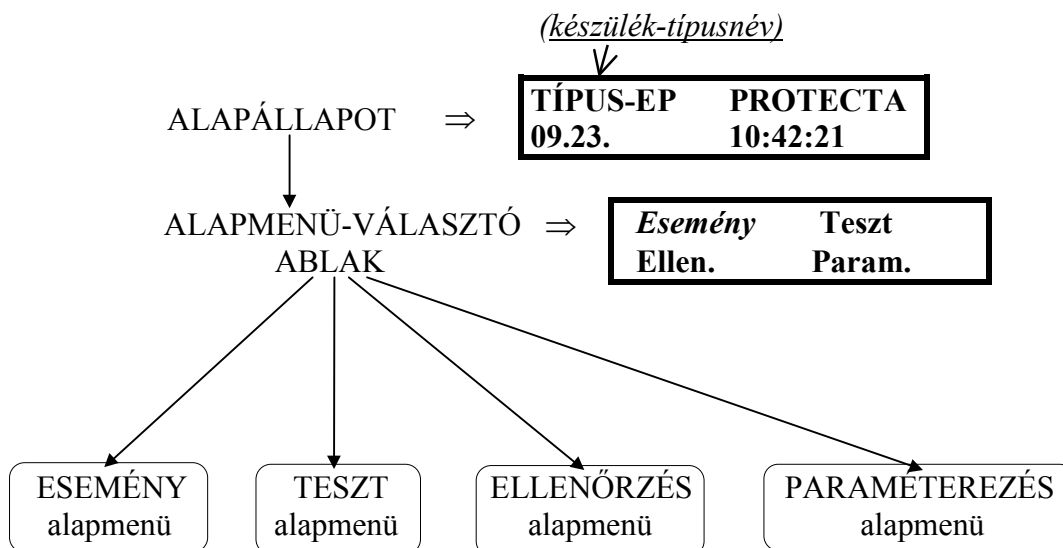 (készülék-típusnév)
TÍPUS-EP PROTECTA
ALAPÁLLAPOT ⇒
09.23. 10:42:21
ALAPMENÜ-VÁLASZTÓ ⇒
ABLAK
Esemény Teszt
Ellen. Param.
ESEMÉNY
alapmenü
TESZT
alapmenü
ELLENŐRZÉS
alapmenü
PARAMÉTEREZÉS
alapmenü